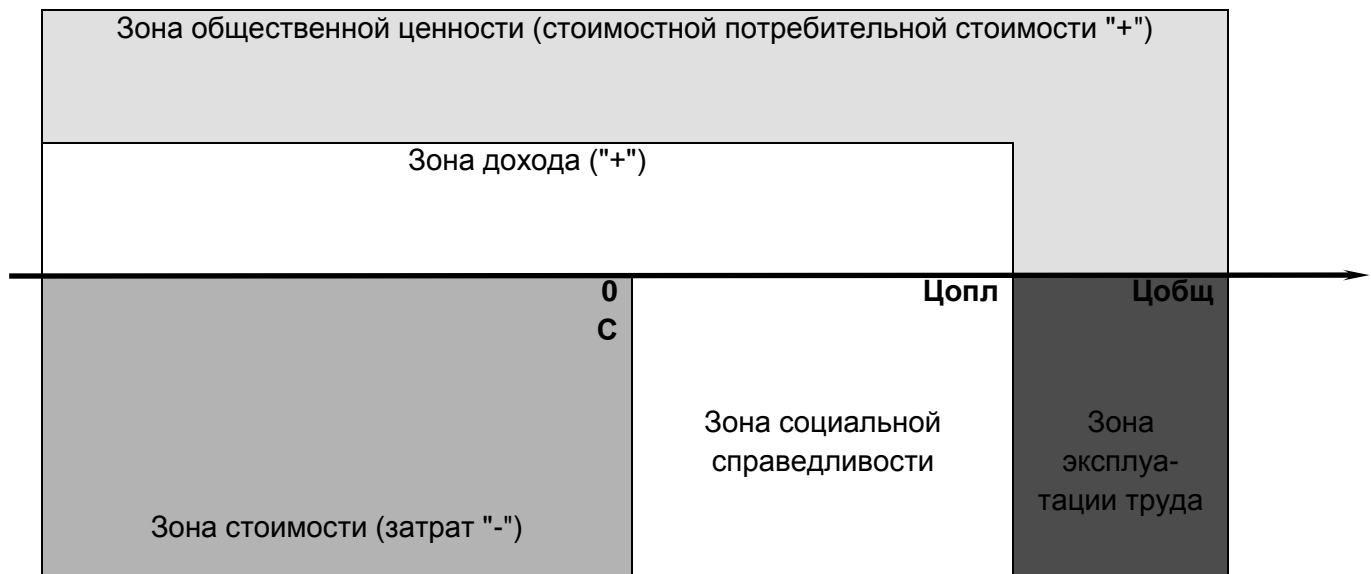 Зона общественной ценности (стоимостной потребительной стоимости "+")
Зона дохода ("+")
0 Цопл Цобщ
С
Зона социальной
справедливости
Зона
эксплуа-
тации труда
Зона стоимости (затрат "-")